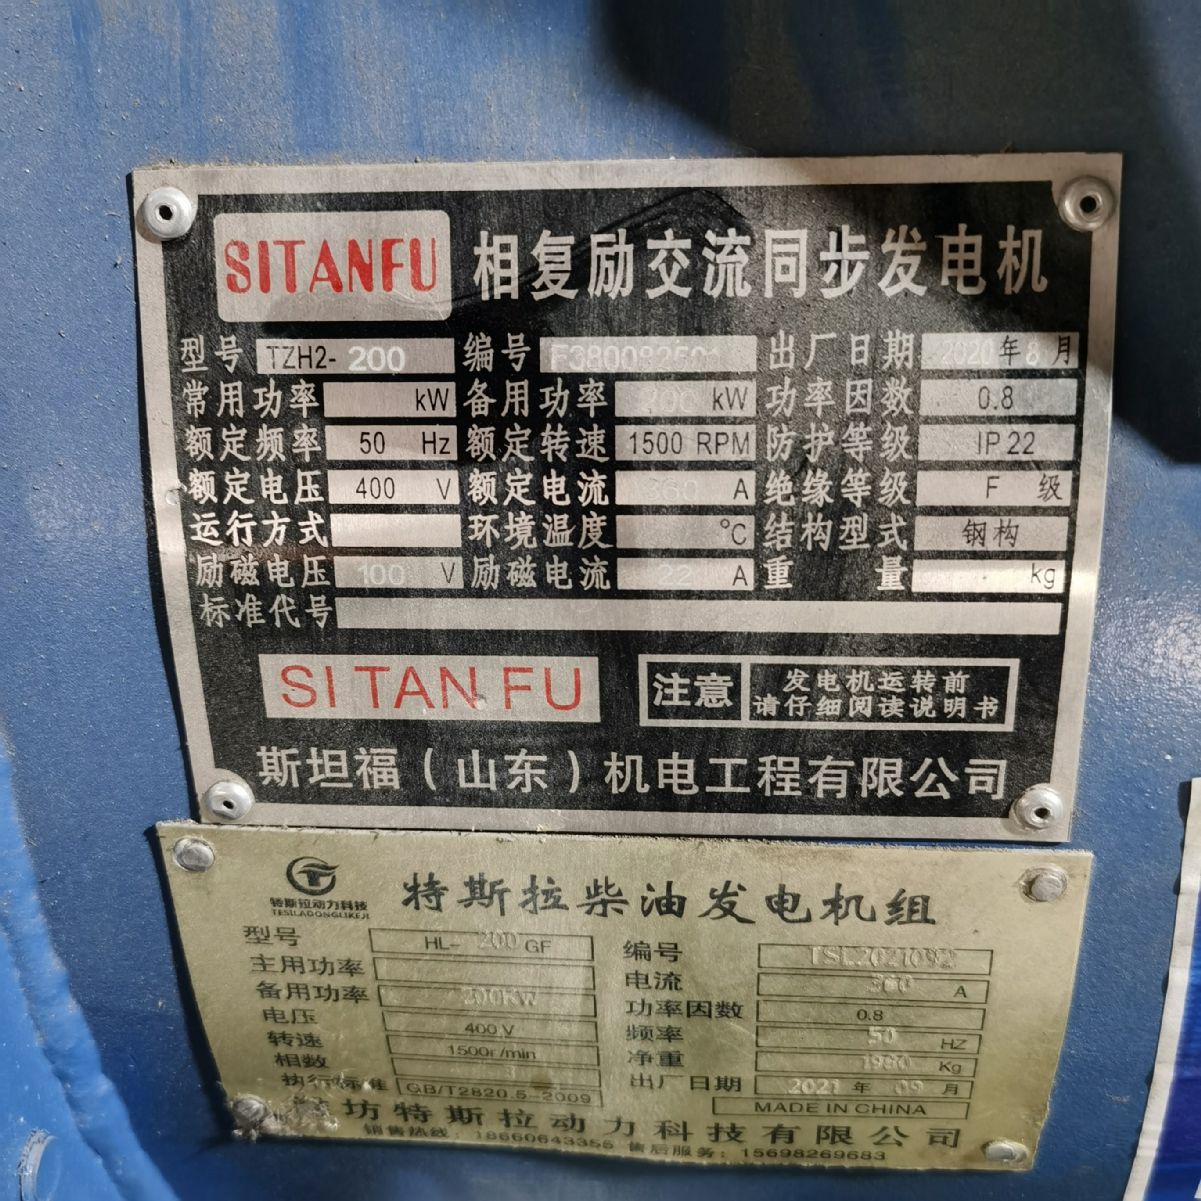 SITANFU 相复励交流同步发电机
型号 TZH2-200 编号 F38008250 出厂日期 2020年8月
常用功率 kW 备用功率 200 kW 功率因数 0.8
额定频率 50 Hz 额定转速 1500 RPM 防护等级 IP22
额定电压 400 V 额定电流 360 A 绝缘等级 F 级
运行方式 环境温度 ℃ 结构型式 钢构
励磁电压 100 V 励磁电流 22 A 重量 kg
标准代号
SITANFU 注意 发电机运转前
请仔细阅读说明书
斯坦福(山东)机电工程有限公司
特斯拉动力科技
TESILADONGLIKEJI
特斯拉柴油发电机组
型号 HL-200GF 编号 TSL2021092
主用功率 电流 360 A
备用功率 200KW 功率因数 0.8
电压 400V 频率 50 HZ
转速 1500r/min 净重 1980 Kg
相数 3 出厂日期 2021年09月
执行标准 GB/T2820.5-2009 MADE IN CHINA
坊特斯拉动力科技有限公司
销售热线:18660643355 售后服务:15698269683